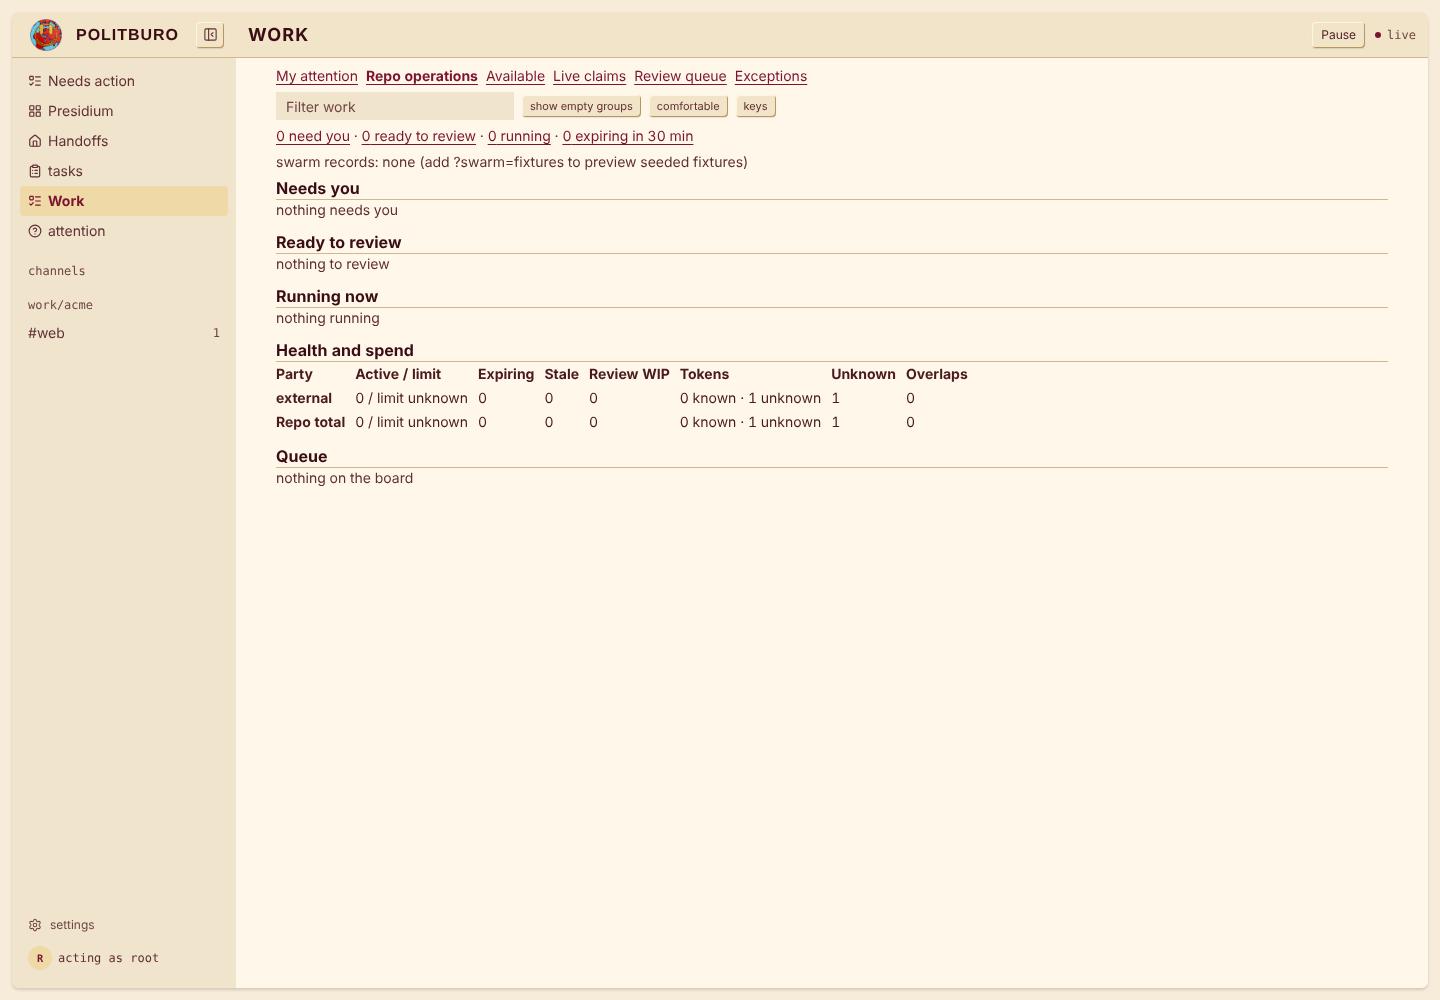 POLITBURO
WORK
Pause
live
Needs action
Presidium
Handoffs
tasks
Work
attention
channels
work/acme
#web 1
settings
R acting as root
My attention Repo operations Available Live claims Review queue Exceptions
Filter work show empty groups comfortable keys
0 need you · 0 ready to review · 0 running · 0 expiring in 30 min
swarm records: none (add ?swarm=fixtures to preview seeded fixtures)
Needs you
nothing needs you
Ready to review
nothing to review
Running now
nothing running
Health and spend
Party Active / limit Expiring Stale Review WIP Tokens Unknown Overlaps
external 0 / limit unknown 0 0 0 0 known · 1 unknown 1 0
Repo total 0 / limit unknown 0 0 0 0 known · 1 unknown 1 0
Queue
nothing on the board